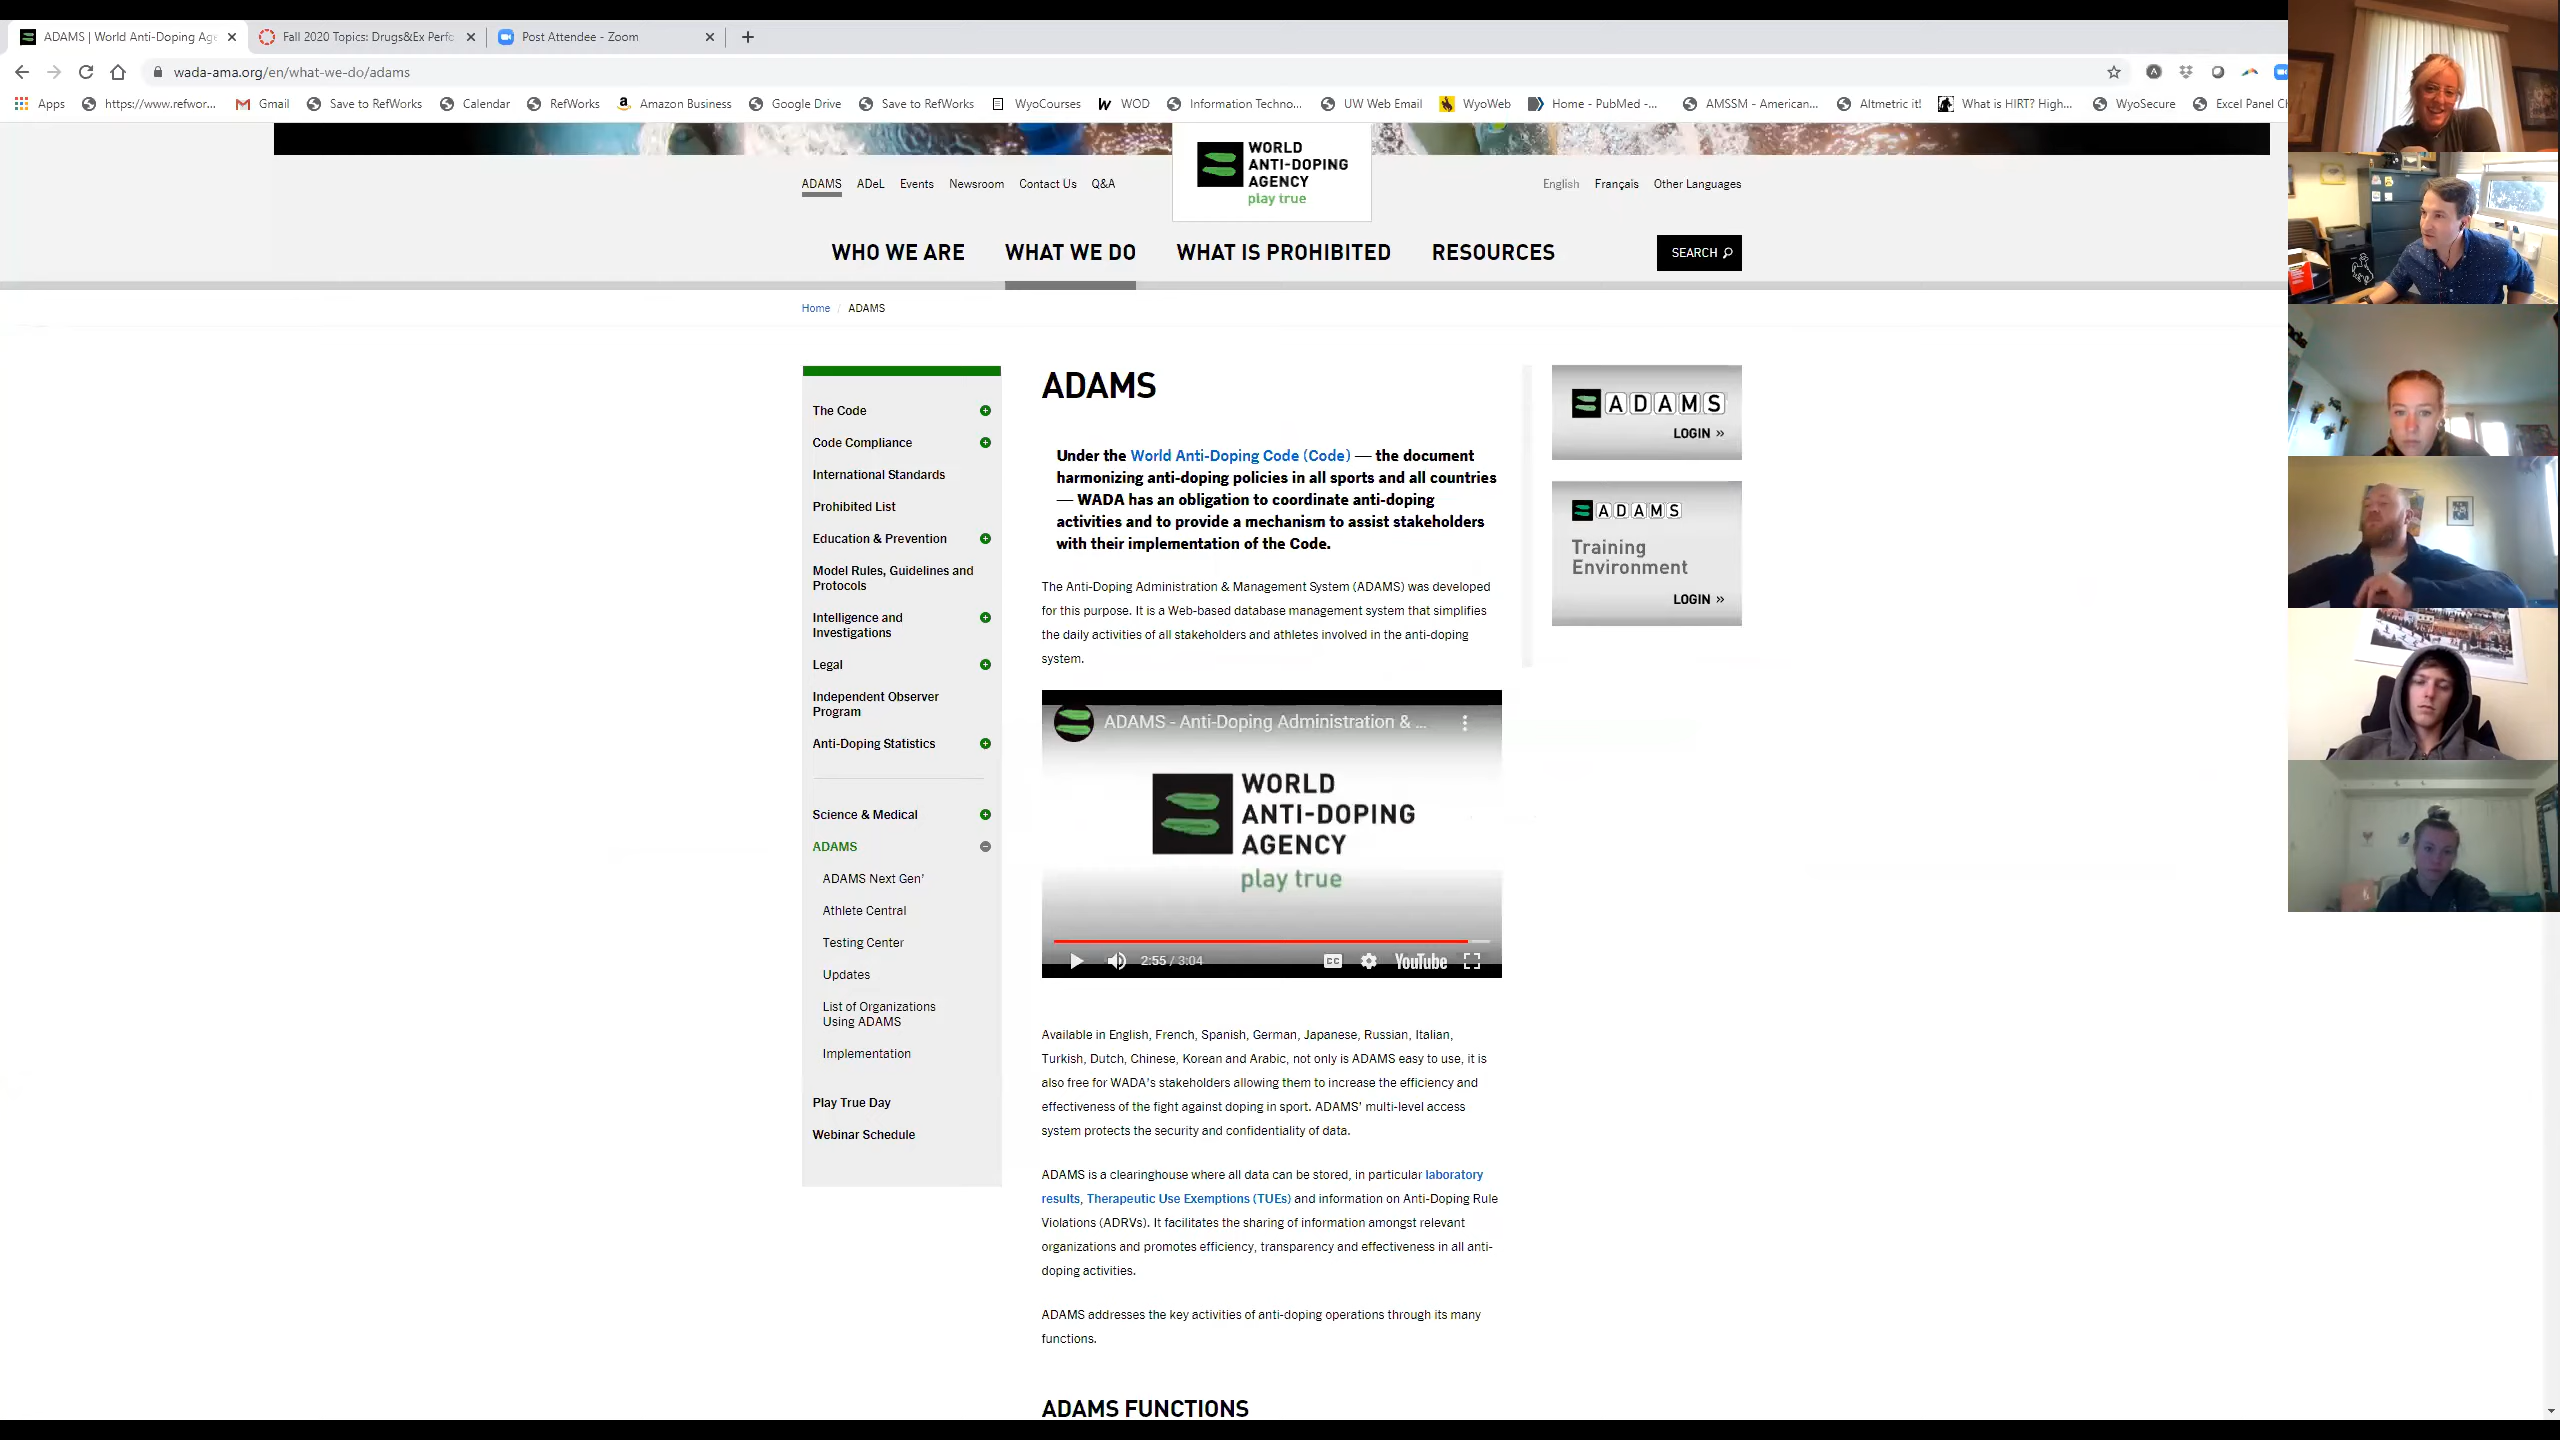 ADAMS | World Anti-Doping Age
Fall 2020 Topics: Drugs&Ex Perfo
Post Attendee - Zoom
wada-ama.org/en/what-we-do/adams
Apps
https://www.refwor...
Gmail
Save to RefWorks
Calendar
RefWorks
Amazon Business
Google Drive
Save to RefWorks
WyoCourses
WOD
Information Techno...
UW Web Email
WyoWeb
Home - PubMed -...
AMSSM - American...
Altmetric it!
What is HIRT? High...
WyoSecure
Excel Panel Ch
WORLD
ANTI-DOPING
AGENCY
play true
ADAMS ADeL Events Newsroom Contact Us Q&A
English Français Other Languages
WHO WE ARE WHAT WE DO WHAT IS PROHIBITED RESOURCES
SEARCH
Home / ADAMS
The Code
Code Compliance
International Standards
Prohibited List
Education & Prevention
Model Rules, Guidelines and
Protocols
Intelligence and
Investigations
Legal
Independent Observer
Program
Anti-Doping Statistics
Science & Medical
ADAMS
ADAMS Next Gen'
Athlete Central
Testing Center
Updates
List of Organizations
Using ADAMS
Implementation
Play True Day
Webinar Schedule
ADAMS
Under the World Anti-Doping Code (Code) — the document
harmonizing anti-doping policies in all sports and all countries
— WADA has an obligation to coordinate anti-doping
activities and to provide a mechanism to assist stakeholders
with their implementation of the Code.
The Anti-Doping Administration & Management System (ADAMS) was developed
for this purpose. It is a Web-based database management system that simplifies
the daily activities of all stakeholders and athletes involved in the anti-doping
system.
ADAMS - Anti-Doping Administration & ...
WORLD
ANTI-DOPING
AGENCY
play true
2:55 / 3:04
CC
YouTube
Available in English, French, Spanish, German, Japanese, Russian, Italian,
Turkish, Dutch, Chinese, Korean and Arabic, not only is ADAMS easy to use, it is
also free for WADA's stakeholders allowing them to increase the efficiency and
effectiveness of the fight against doping in sport. ADAMS' multi-level access
system protects the security and confidentiality of data.
ADAMS is a clearinghouse where all data can be stored, in particular laboratory
results, Therapeutic Use Exemptions (TUEs) and information on Anti-Doping Rule
Violations (ADRVs). It facilitates the sharing of information amongst relevant
organizations and promotes efficiency, transparency and effectiveness in all anti-
doping activities.
ADAMS addresses the key activities of anti-doping operations through its many
functions.
ADAMS FUNCTIONS
ADAMS
LOGIN »
ADAMS
Training
Environment
LOGIN »